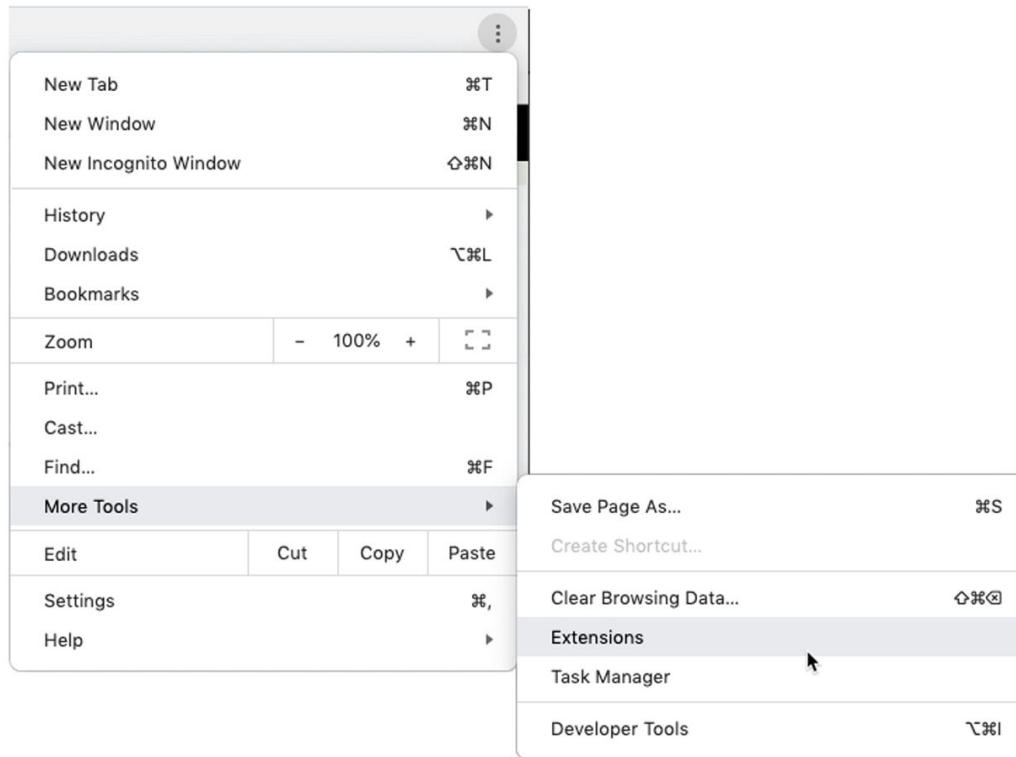 New Tab ⌘T
New Window ⌘N
New Incognito Window ⇧⌘N
History
Downloads ⌥⌘L
Bookmarks
Zoom - 100% +
Print... ⌘P
Cast...
Find... ⌘F
More Tools
Edit Cut Copy Paste
Settings ⌘,
Help
Save Page As... ⌘S
Create Shortcut...
Clear Browsing Data... ⇧⌘⌫
Extensions
Task Manager
Developer Tools ⌥⌘I